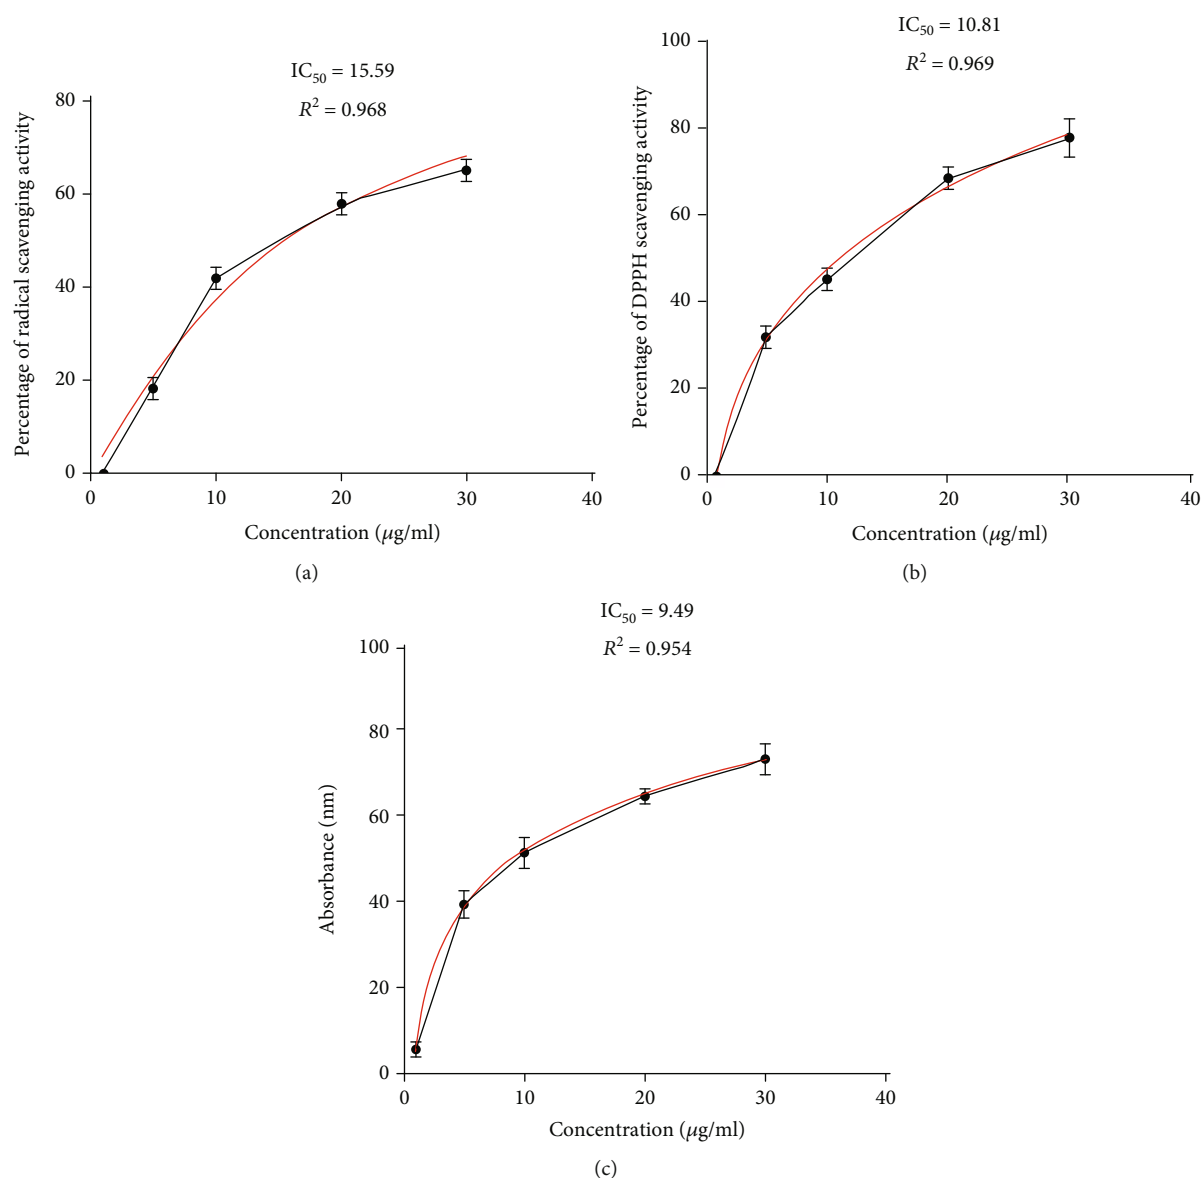 IC50 = 15.59
R2 = 0.968
Percentage of radical scavenging activity
80
60
40
20
0
0 10 20 30 40
Concentration (μg/ml)
(a)
IC50 = 10.81
R2 = 0.969
Percentage of DPPH scavenging activity
100
80
60
40
20
0
0 10 20 30 40
Concentration (μg/ml)
(b)
IC50 = 9.49
R2 = 0.954
Absorbance (nm)
100
80
60
40
20
0
0 10 20 30 40
Concentration (μg/ml)
(c)